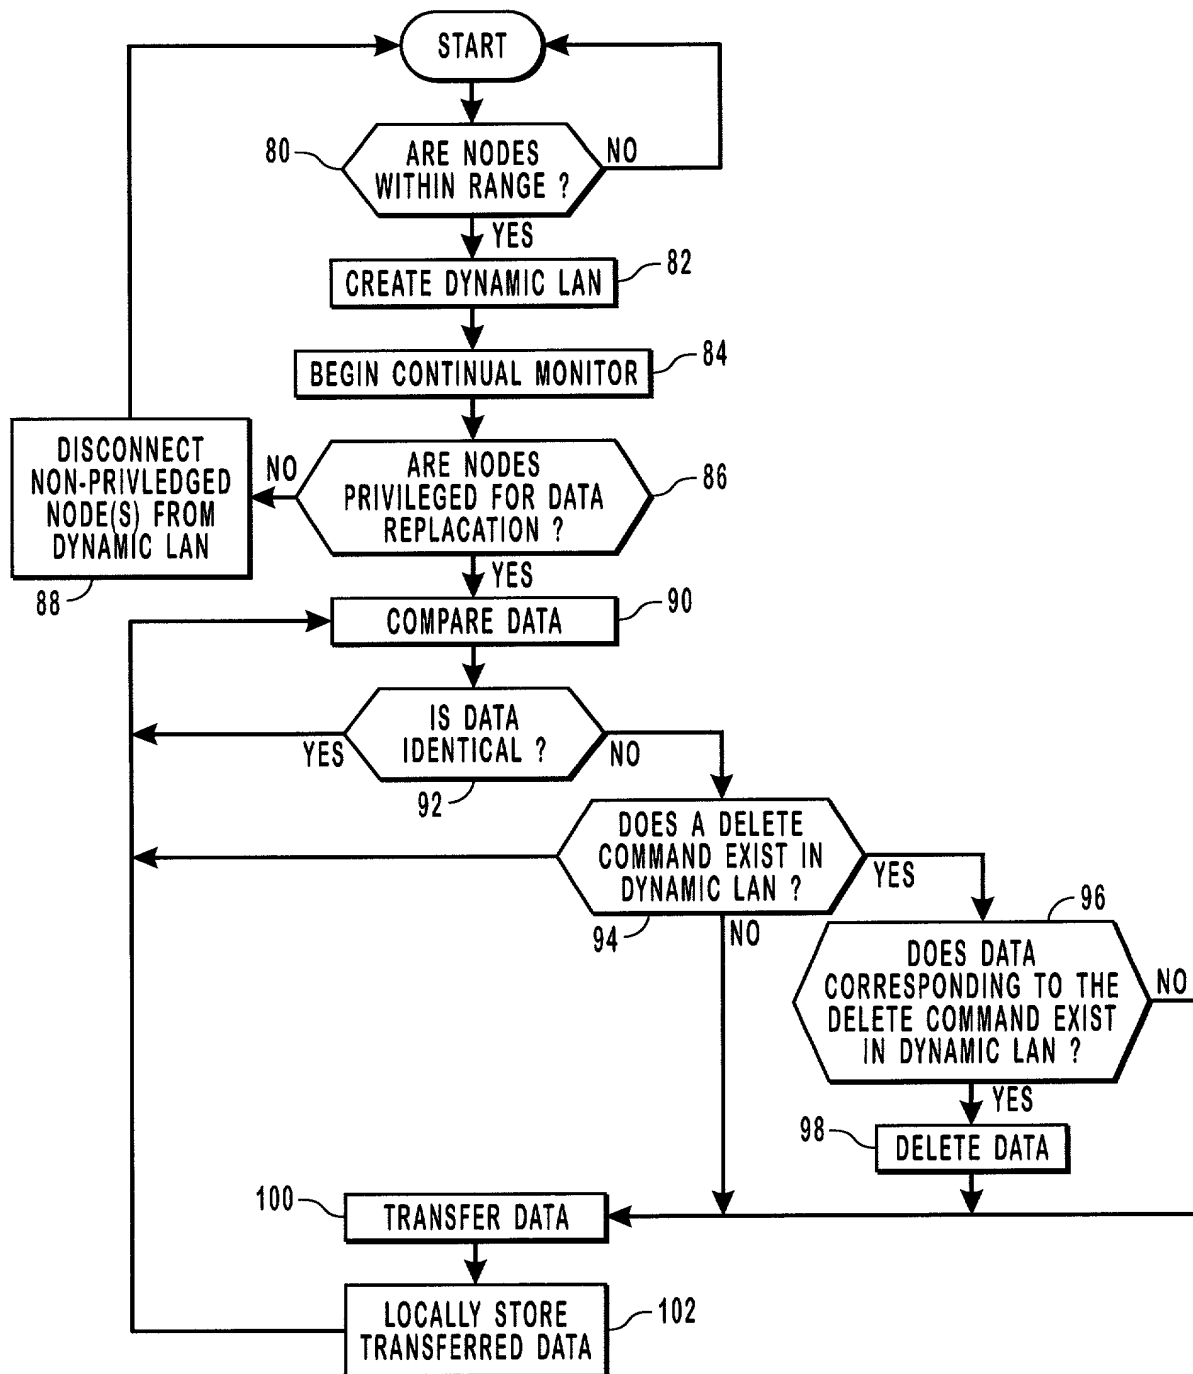 START
80
ARE NODES
WITHIN RANGE ?
NO
YES
CREATE DYNAMIC LAN
82
BEGIN CONTINUAL MONITOR
84
ARE NODES
PRIVILEGED FOR DATA
REPLACATION ?
86
NO
DISCONNECT
NON-PRIVLEDGED
NODE(S) FROM
DYNAMIC LAN
88
YES
COMPARE DATA
90
IS DATA
IDENTICAL ?
YES
NO
92
DOES A DELETE
COMMAND EXIST IN
DYNAMIC LAN ?
YES
94
NO
96
DOES DATA
CORRESPONDING TO THE
DELETE COMMAND EXIST
IN DYNAMIC LAN ?
NO
YES
98
DELETE DATA
100
TRANSFER DATA
LOCALLY STORE
TRANSFERRED DATA
102